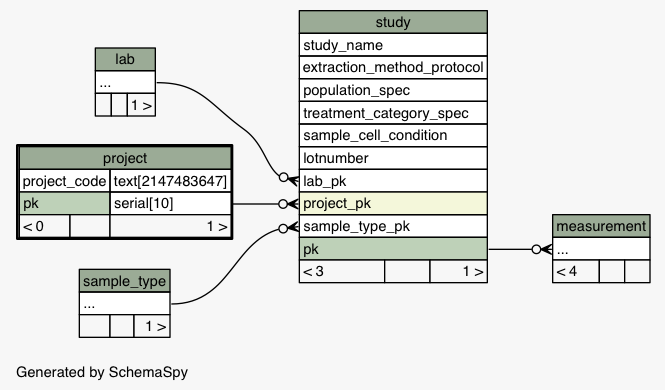 study
study_name
extraction_method_protocol
population_spec
treatment_category_spec
sample_cell_condition
lotnumber
lab_pk
project_pk
sample_type_pk
pk
< 3 1 >
lab
...
1 >
project
project_code text[2147483647]
pk serial[10]
< 0 1 >
sample_type
...
1 >
measurement
...
< 4
Generated by SchemaSpy